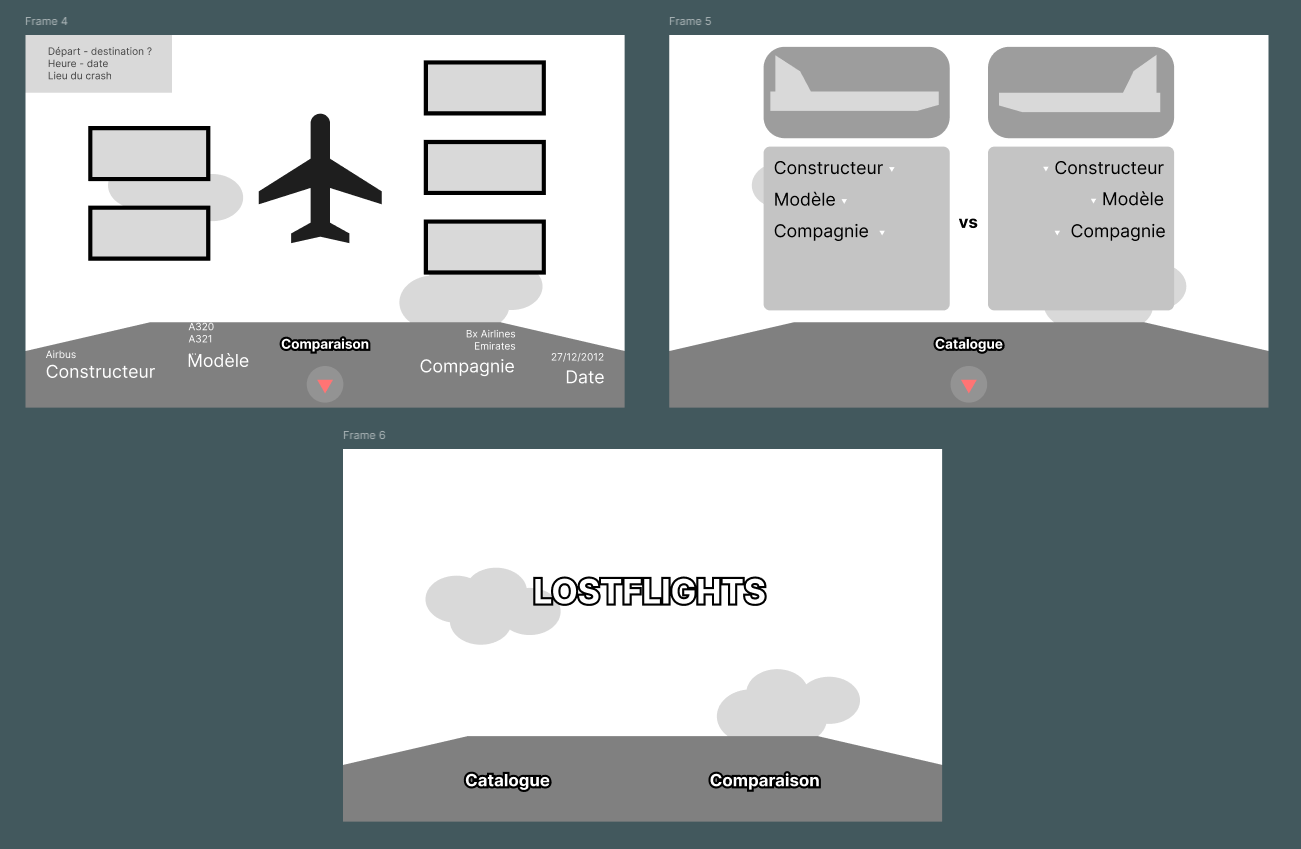 Frame 4
Départ - destination ?
Heure - date
Lieu du crash
A320
A321
Airbus
Constructeur
Modèle
Comparaison
Bx Airlines
Emirates
Compagnie
27/12/2012
Date
Frame 5
Constructeur
Modèle
Compagnie
vs
Constructeur
Modèle
Compagnie
Catalogue
Frame 6
LOSTFLIGHTS
Catalogue
Comparaison